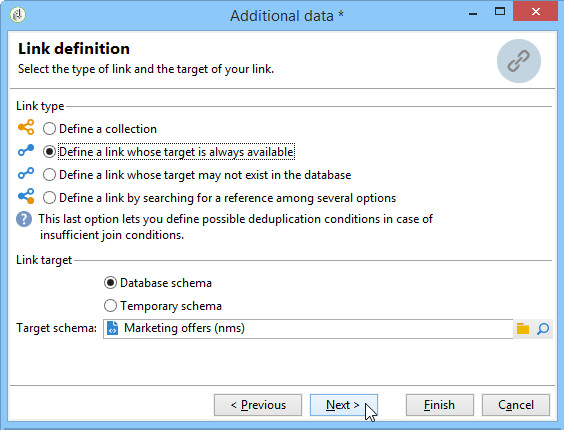 Additional data *
Link definition
Select the type of link and the target of your link.
Link type
Define a collection
Define a link whose target is always available
Define a link whose target may not exist in the database
Define a link by searching for a reference among several options
? This last option lets you define possible deduplication conditions in case of
insufficient join conditions.
Link target
Database schema
Temporary schema
Target schema: Marketing offers (nms)
< Previous Next > Finish Cancel